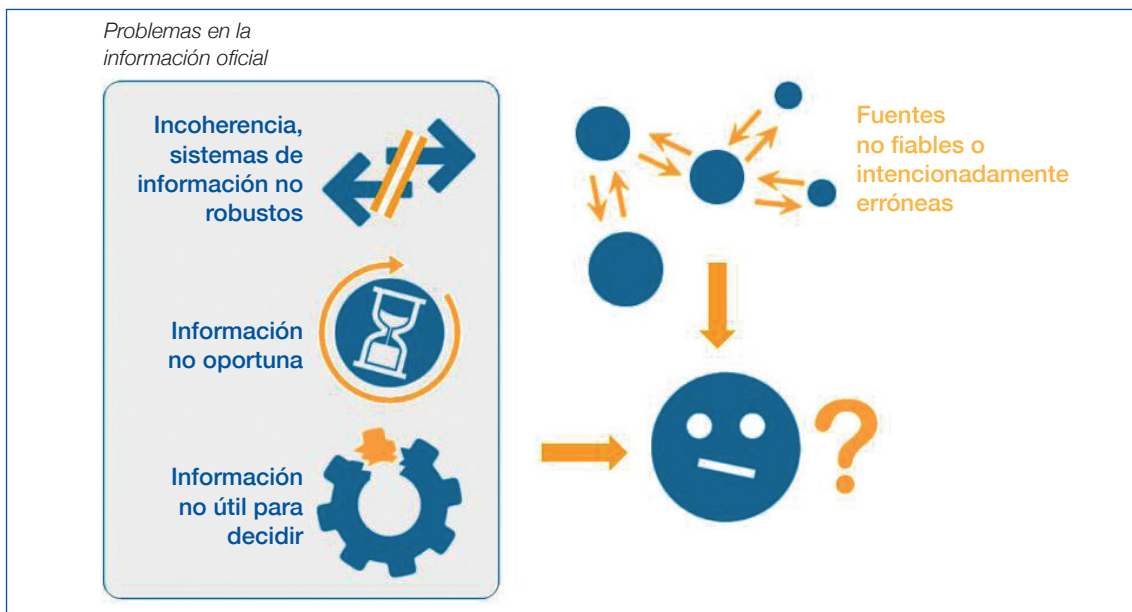 Problemas en la
información oficial
Incoherencia,
sistemas de
información no
robustos
Información
no oportuna
Información
no útil para
decidir
Fuentes
no fiables o
intencionadamente
erróneas
?